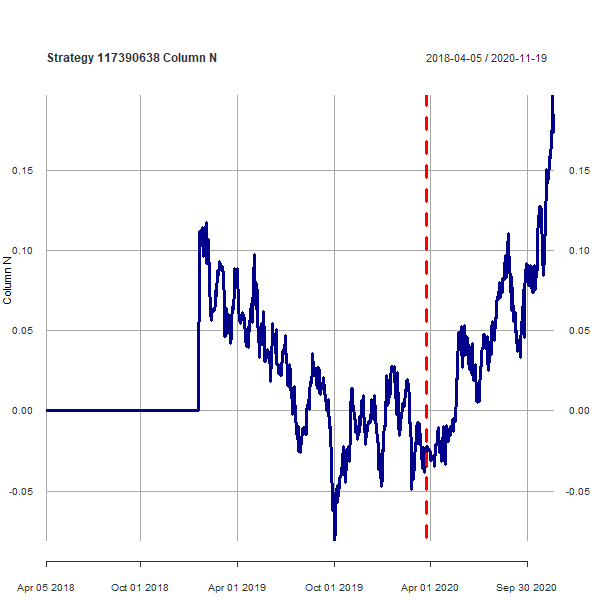 Strategy 117390638 Column N
2018-04-05 / 2020-11-19
0.15
0.15
0.10
0.10
Column N
0.05
0.05
0.00
0.00
-0.05
-0.05
Apr 05 2018
Oct 01 2018
Apr 01 2019
Oct 01 2019
Apr 01 2020
Sep 30 2020